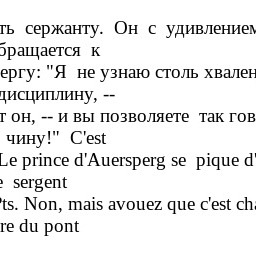 ть сержанту. Он с удивлением
бращается к
ергу: "Я не узнаю столь хвален
дисциплину, --
т он, -- и вы позволяете так гов
чину!" C'est
Le prince d'Auersperg se pique d'
e sergent
ts. Non, mais avouez que c'est cha
re du pont